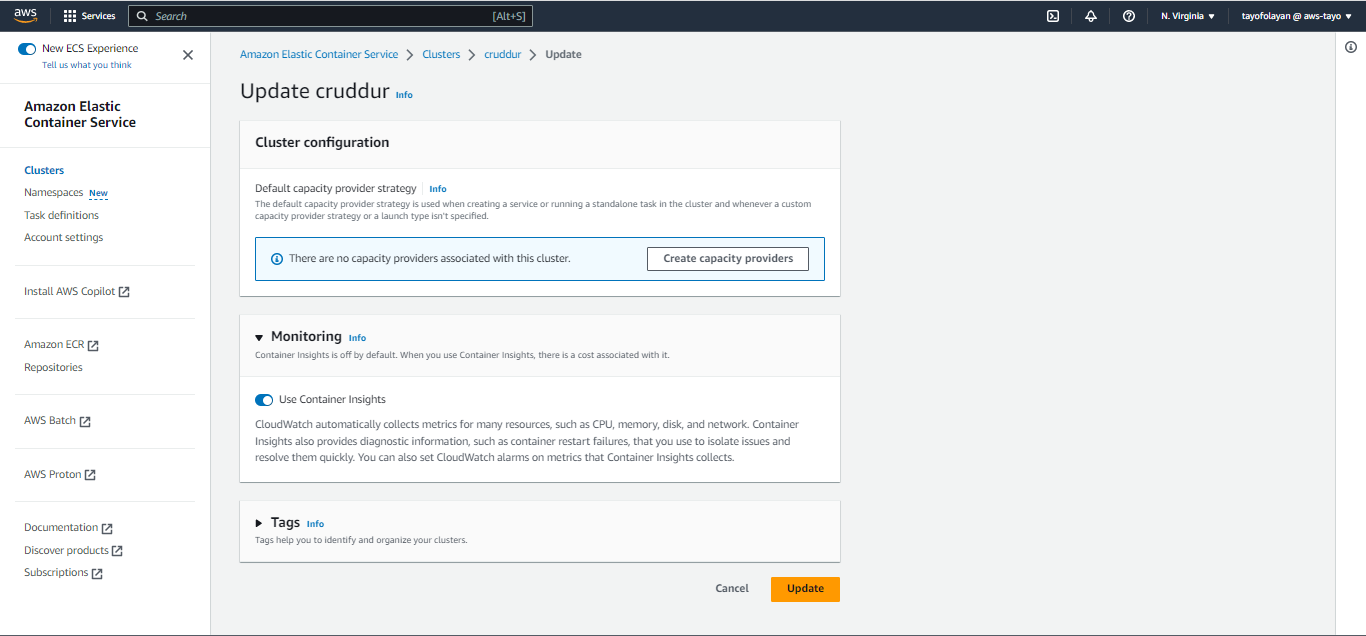 aws
Services
Search
[Alt+S]
N. Virginia
tayofolayan @ aws-tayo
New ECS Experience
Tell us what you think
Amazon Elastic
Container Service
Clusters
Namespaces New
Task definitions
Account settings
Install AWS Copilot
Amazon ECR
Repositories
AWS Batch
AWS Proton
Documentation
Discover products
Subscriptions
Amazon Elastic Container Service
Clusters
cruddur
Update
Update cruddur Info
Cluster configuration
Default capacity provider strategy Info
The default capacity provider strategy is used when creating a service or running a standalone task in the cluster and whenever a custom
capacity provider strategy or a launch type isn't specified.
There are no capacity providers associated with this cluster.
Create capacity providers
Monitoring Info
Container Insights is off by default. When you use Container Insights, there is a cost associated with it.
Use Container Insights
CloudWatch automatically collects metrics for many resources, such as CPU, memory, disk, and network. Container
Insights also provides diagnostic information, such as container restart failures, that you use to isolate issues and
resolve them quickly. You can also set CloudWatch alarms on metrics that Container Insights collects.
Tags Info
Tags help you to identify and organize your clusters.
Cancel
Update